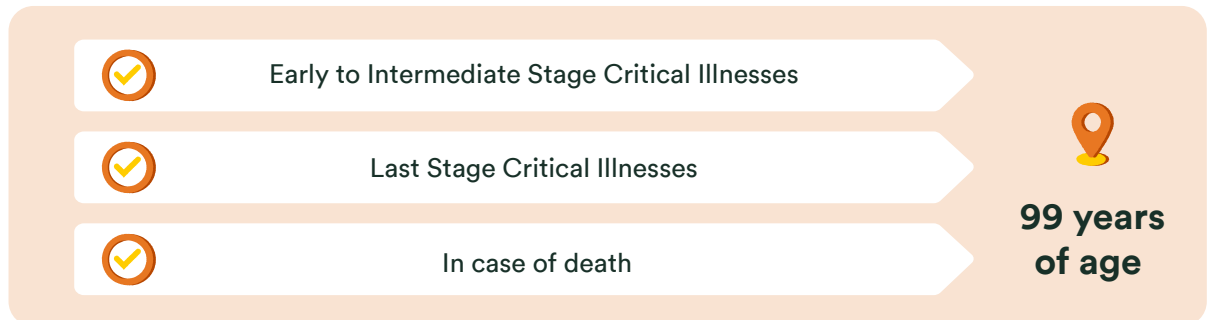 Early to Intermediate Stage Critical Illnesses
Last Stage Critical Illnesses
In case of death
99 years
of age